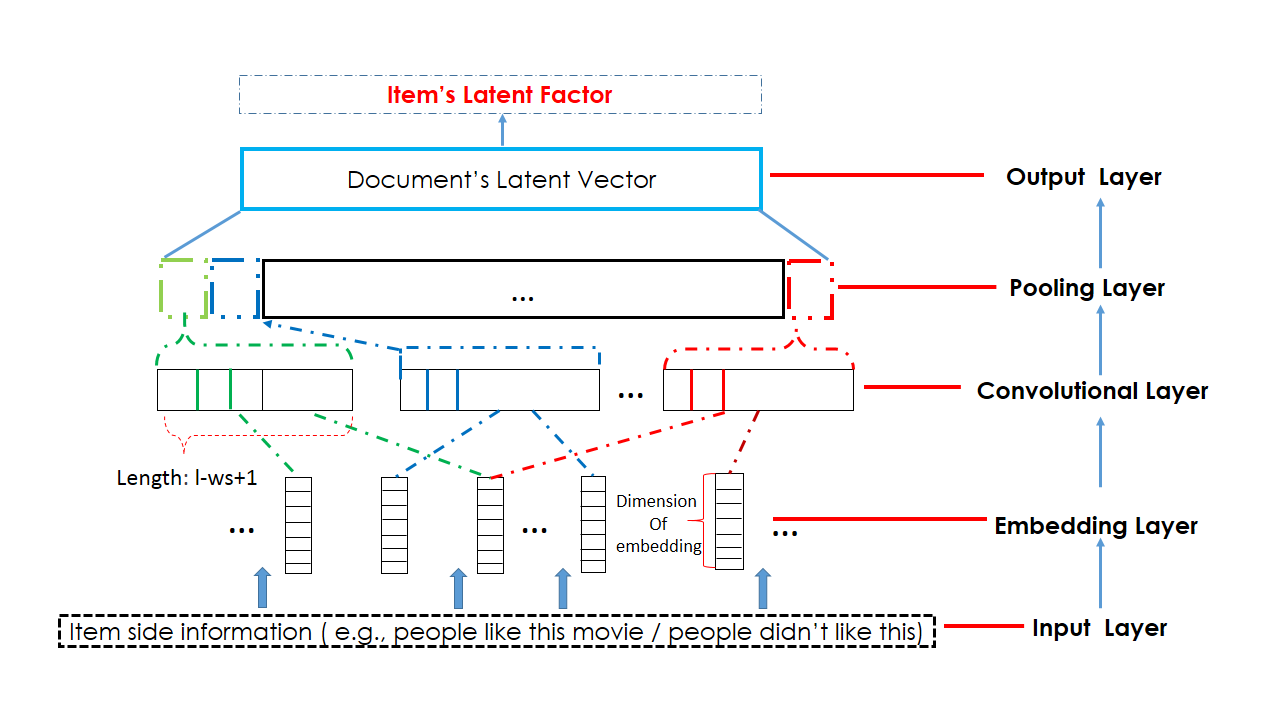 Item's Latent Factor
Document's Latent Vector
Output Layer
...
Pooling Layer
...
Convolutional Layer
Length: l-ws+1
...
...
Dimension
Of
embedding
...
Embedding Layer
Item side information ( e.g., people like this movie / people didn't like this)
Input Layer